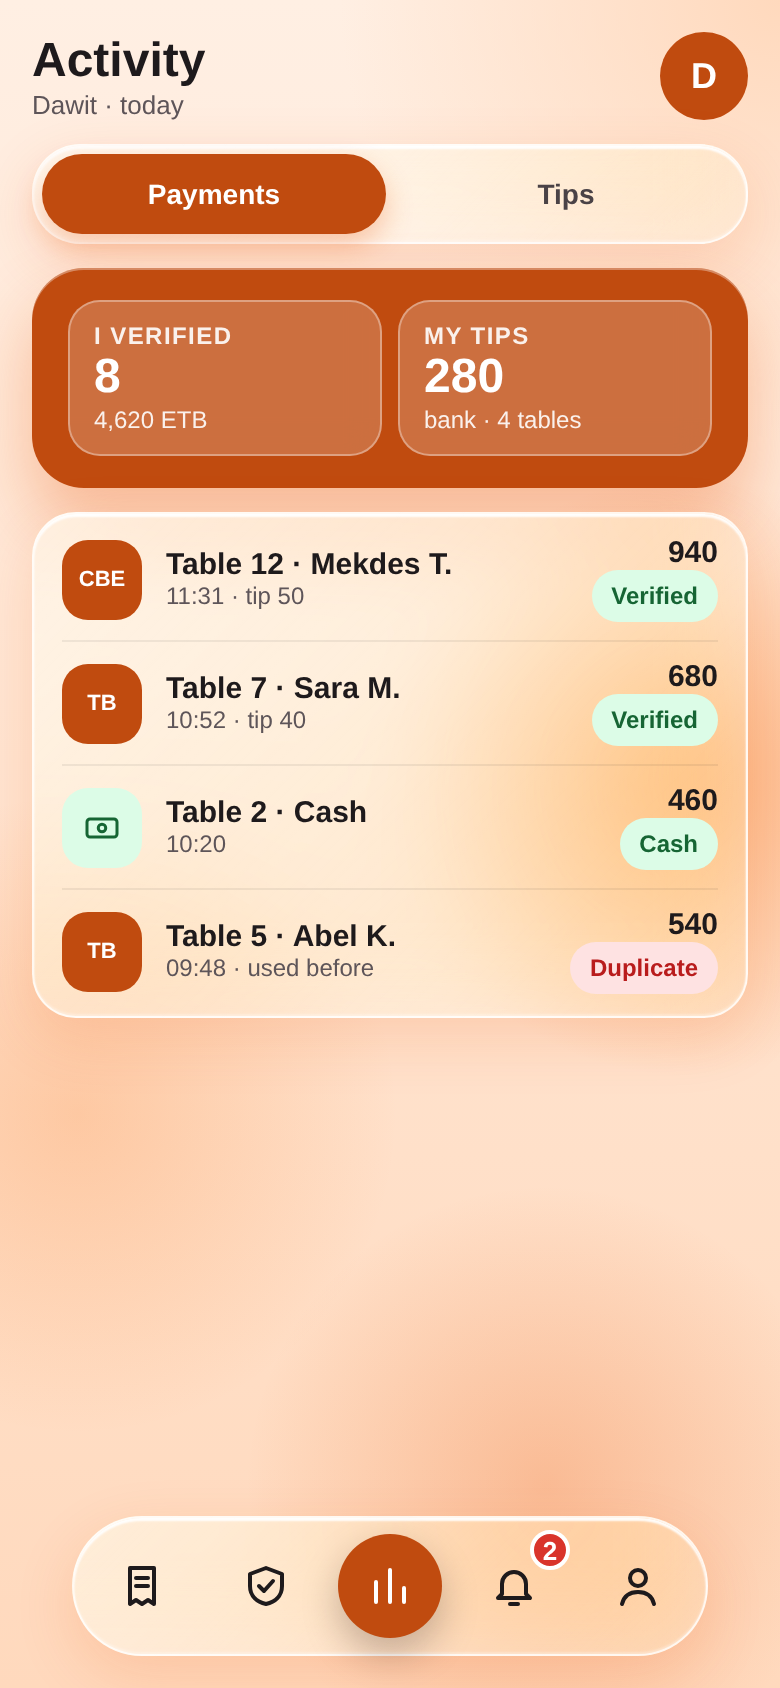 Activity
Dawit · today
D
Payments
Tips
I VERIFIED
8
4,620 ETB
MY TIPS
280
bank · 4 tables
CBE
Table 12 · Mekdes T.
11:31 · tip 50
940
Verified
TB
Table 7 · Sara M.
10:52 · tip 40
680
Verified
Table 2 · Cash
10:20
460
Cash
TB
Table 5 · Abel K.
09:48 · used before
540
Duplicate
2